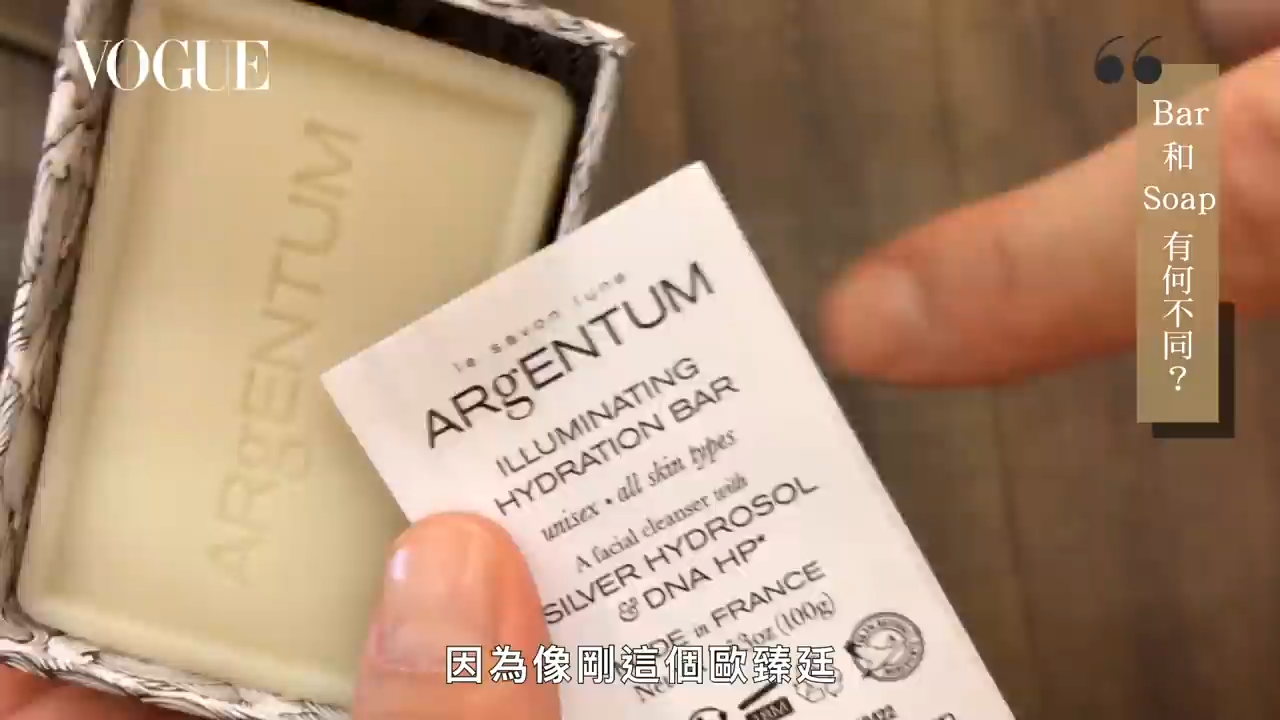 VOGUE
Bar
和
Soap
有何不同？
ARgENTUM
le savon lune
ARgENTUM
ILLUMINATING
HYDRATION BAR
unisex • all skin types
A facial cleanser with
SILVER HYDROSOL
& DNA HP*
MADE in FRANCE
(100g)
因為像剛這個歐臻廷